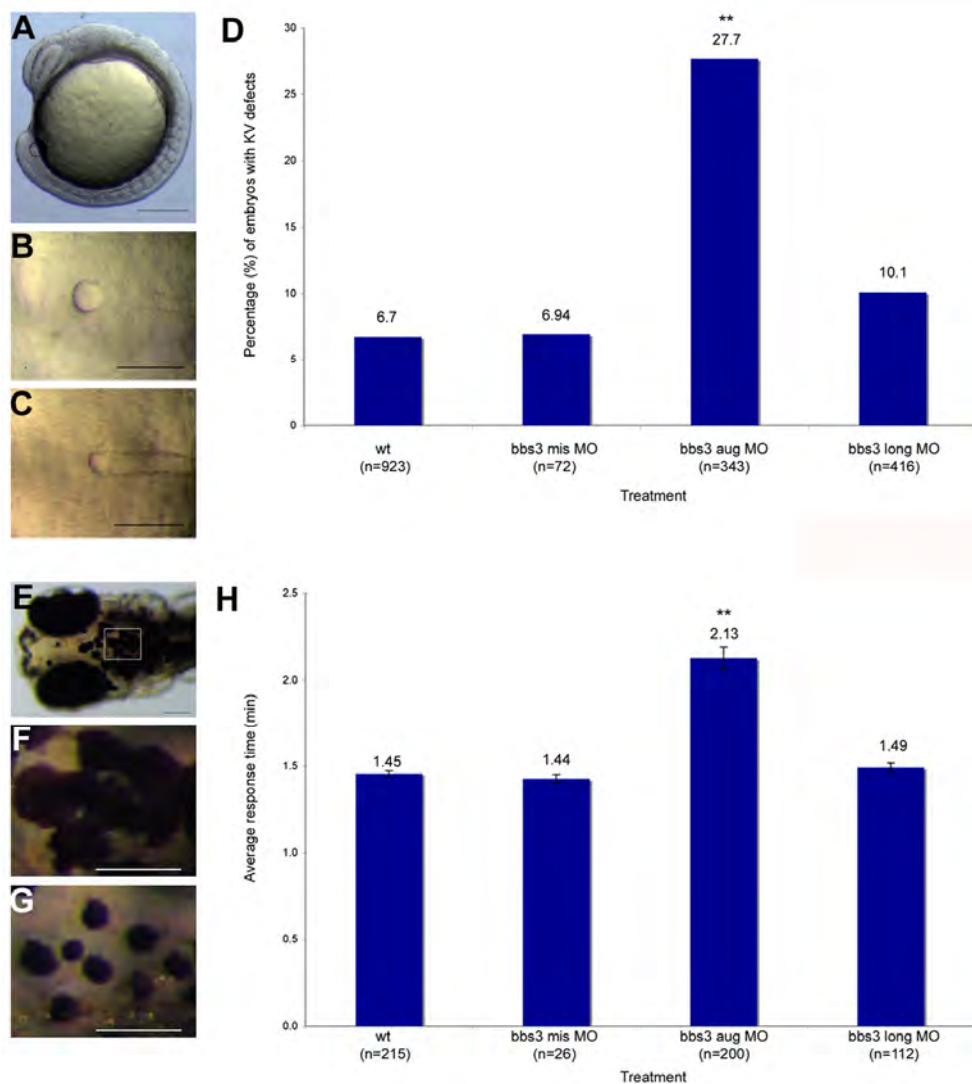 A
B
C
D
Percentage (%) of embryos with KV defects
30
25
20
15
10
5
0
6.7
6.94
**
27.7
10.1
wt
(n=923)
bbs3 mis MO
(n=72)
bbs3 aug MO
(n=343)
bbs3 long MO
(n=416)
Treatment
E
F
G
H
Average response time (min)
2.5
2.0
1.5
1.0
0.5
0.0
1.45
1.44
**
2.13
1.49
wt
(n=215)
bbs3 mis MO
(n=26)
bbs3 aug MO
(n=200)
bbs3 long MO
(n=112)
Treatment